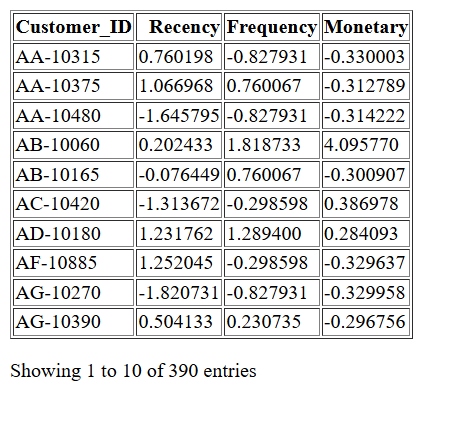 Customer_ID Recency Frequency Monetary
AA-10315 0.760198 -0.827931 -0.330003
AA-10375 1.066968 0.760067 -0.312789
AA-10480 -1.645795 -0.827931 -0.314222
AB-10060 0.202433 1.818733 4.095770
AB-10165 -0.076449 0.760067 -0.300907
AC-10420 -1.313672 -0.298598 0.386978
AD-10180 1.231762 1.289400 0.284093
AF-10885 1.252045 -0.298598 -0.329637
AG-10270 -1.820731 -0.827931 -0.329958
AG-10390 0.504133 0.230735 -0.296756
Showing 1 to 10 of 390 entries